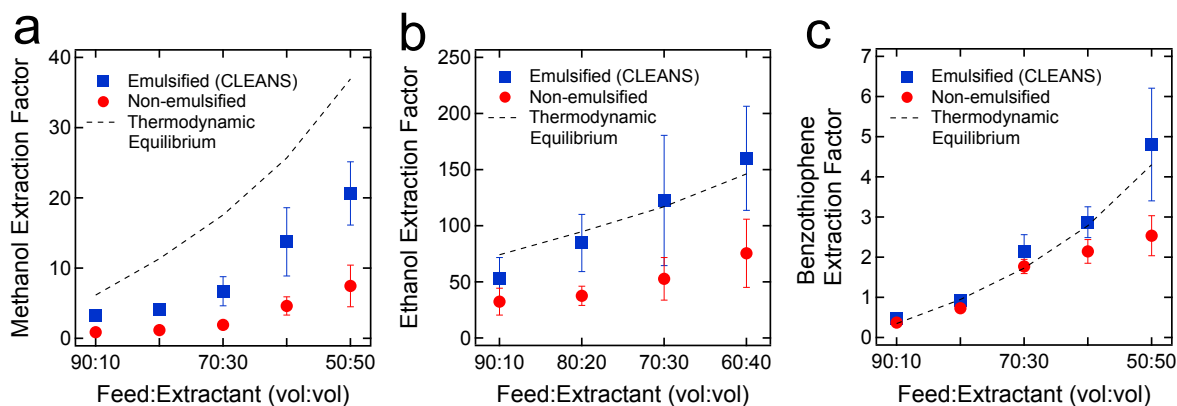 a
Methanol Extraction Factor
40
30
20
10
0
Emulsified (CLEANS)
Non-emulsified
Thermodynamic
Equilibrium
90:10
70:30
50:50
Feed:Extractant (vol:vol)
b
Ethanol Extraction Factor
250
200
150
100
50
0
Emulsified (CLEANS)
Non-emulsified
Thermodynamic
Equilibrium
90:10
80:20
70:30
60:40
Feed:Extractant (vol:vol)
c
Benzothiophene
Extraction Factor
7
6
5
4
3
2
1
0
Emulsified (CLEANS)
Non-emulsified
Thermodynamic
Equilibrium
90:10
70:30
50:50
Feed:Extractant (vol:vol)